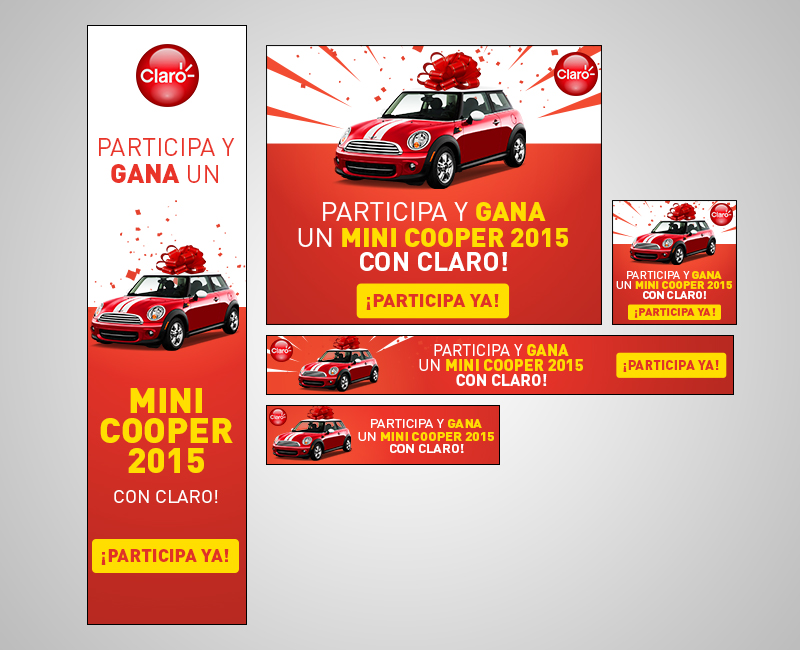 Claro
PARTICIPA Y
GANA UN
MINI
COOPER
2015
CON CLARO!
¡PARTICIPA YA!
Claro
PARTICIPA Y GANA
UN MINI COOPER 2015
CON CLARO!
¡PARTICIPA YA!
Claro
PARTICIPA Y GANA
UN MINI COOPER 2015
CON CLARO!
¡PARTICIPA YA!
Claro
PARTICIPA Y GANA
UN MINI COOPER 2015
CON CLARO!
¡PARTICIPA YA!
Claro
PARTICIPA Y GANA
UN MINI COOPER 2015
CON CLARO!